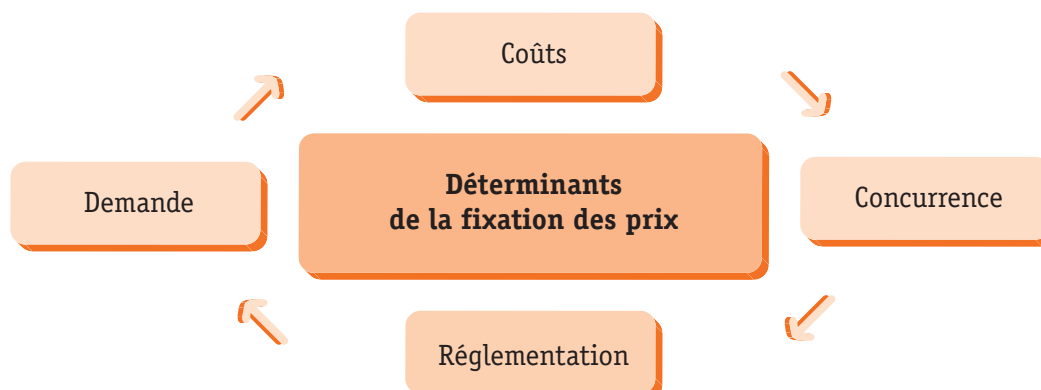 Coûts
Demande
Déterminants
de la fixation des prix
Concurrence
Réglementation